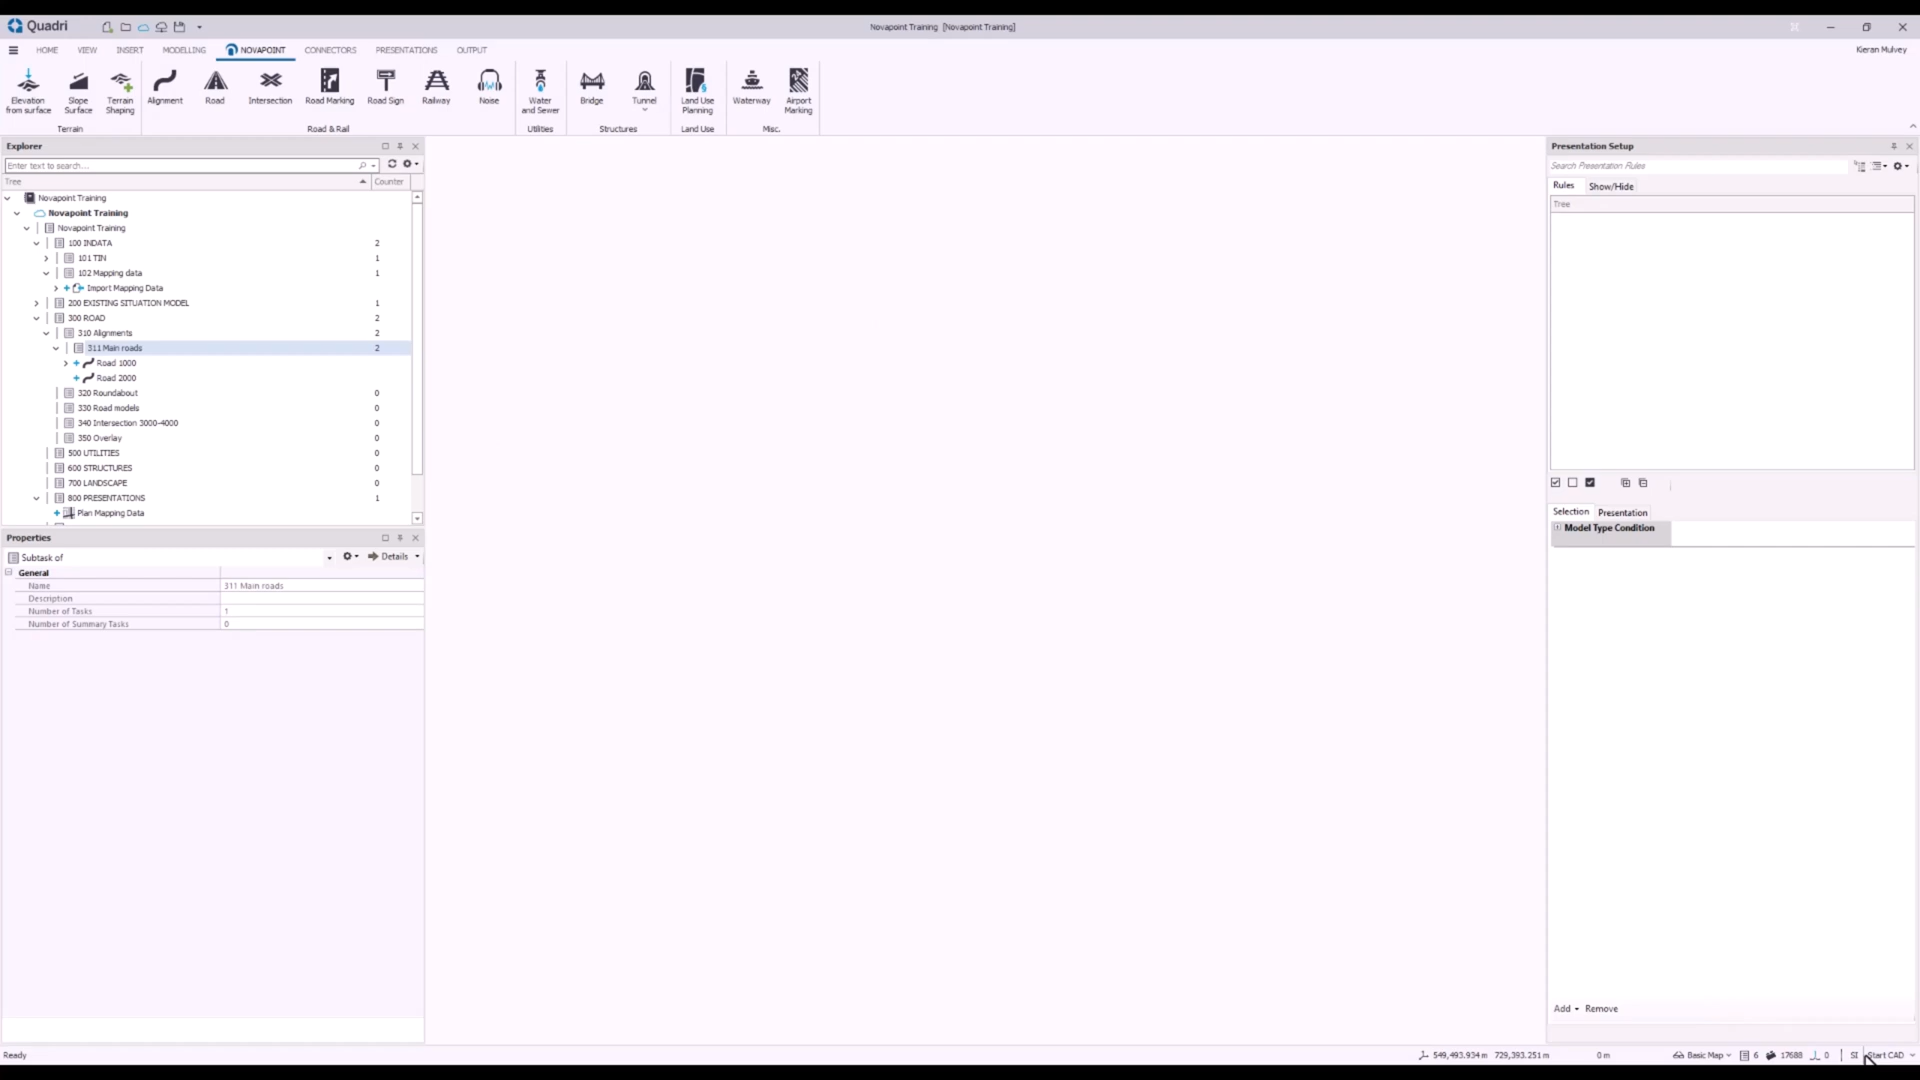 Quadri
Novapoint Training [Novapoint Training]
HOME VIEW INSERT MODELLING NOVAPOINT CONNECTORS PRESENTATIONS OUTPUT
Kieran Mulvey
Elevation from surface
Slope Surface
Terrain Shaping
Alignment
Road
Intersection
Road Marking
Road Sign
Railway
Noise
Water and Sewer
Bridge
Tunnel
Land Use Planning
Waterway
Airport Marking
Terrain Road & Rail Utilities Structures Land Use Misc.
Explorer
Enter text to search...
Tree Counter
Novapoint Training
Novapoint Training
Novapoint Training
100 INDATA 2
101 TIN 1
102 Mapping data 1
Import Mapping Data
200 EXISTING SITUATION MODEL 1
300 ROAD 2
310 Alignments 2
311 Main roads 2
Road 1000
Road 2000
320 Roundabout 0
330 Road models 0
340 Intersection 3000-4000 0
350 Overlay 0
500 UTILITIES 0
600 STRUCTURES 0
700 LANDSCAPE 0
800 PRESENTATIONS 1
Plan Mapping Data
Properties
Subtask of Details
General
Name 311 Main roads
Description
Number of Tasks 1
Number of Summary Tasks 0
Presentation Setup
Search Presentation Rules
Rules Show/Hide
Tree
Selection Presentation
Model Type Condition
Add Remove
Ready 549,493.934 m 729,393.251 m 0 m Basic Map 6 17688 0 SI Start CAD